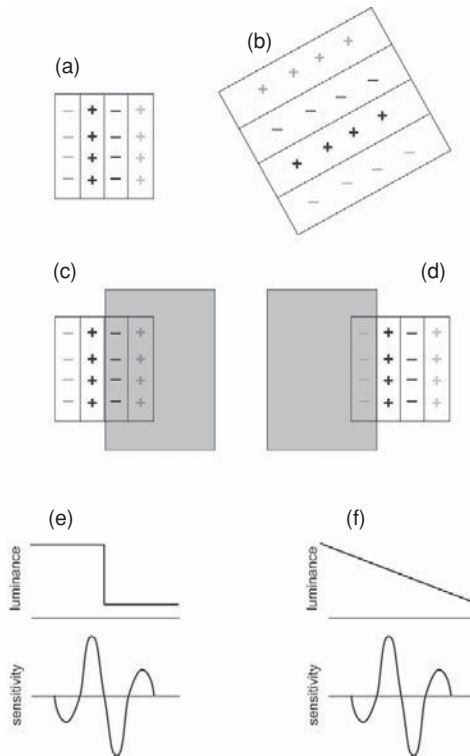 (a)
(b)
− + − +
− + − +
− + − +
− + − +
+ + + +
− − − −
+ + + +
− − − −
(c)
(d)
− + − +
− + − +
− + − +
− + − +
− + − +
− + − +
− + − +
− + − +
(e)
(f)
luminance
luminance
sensitivity
sensitivity